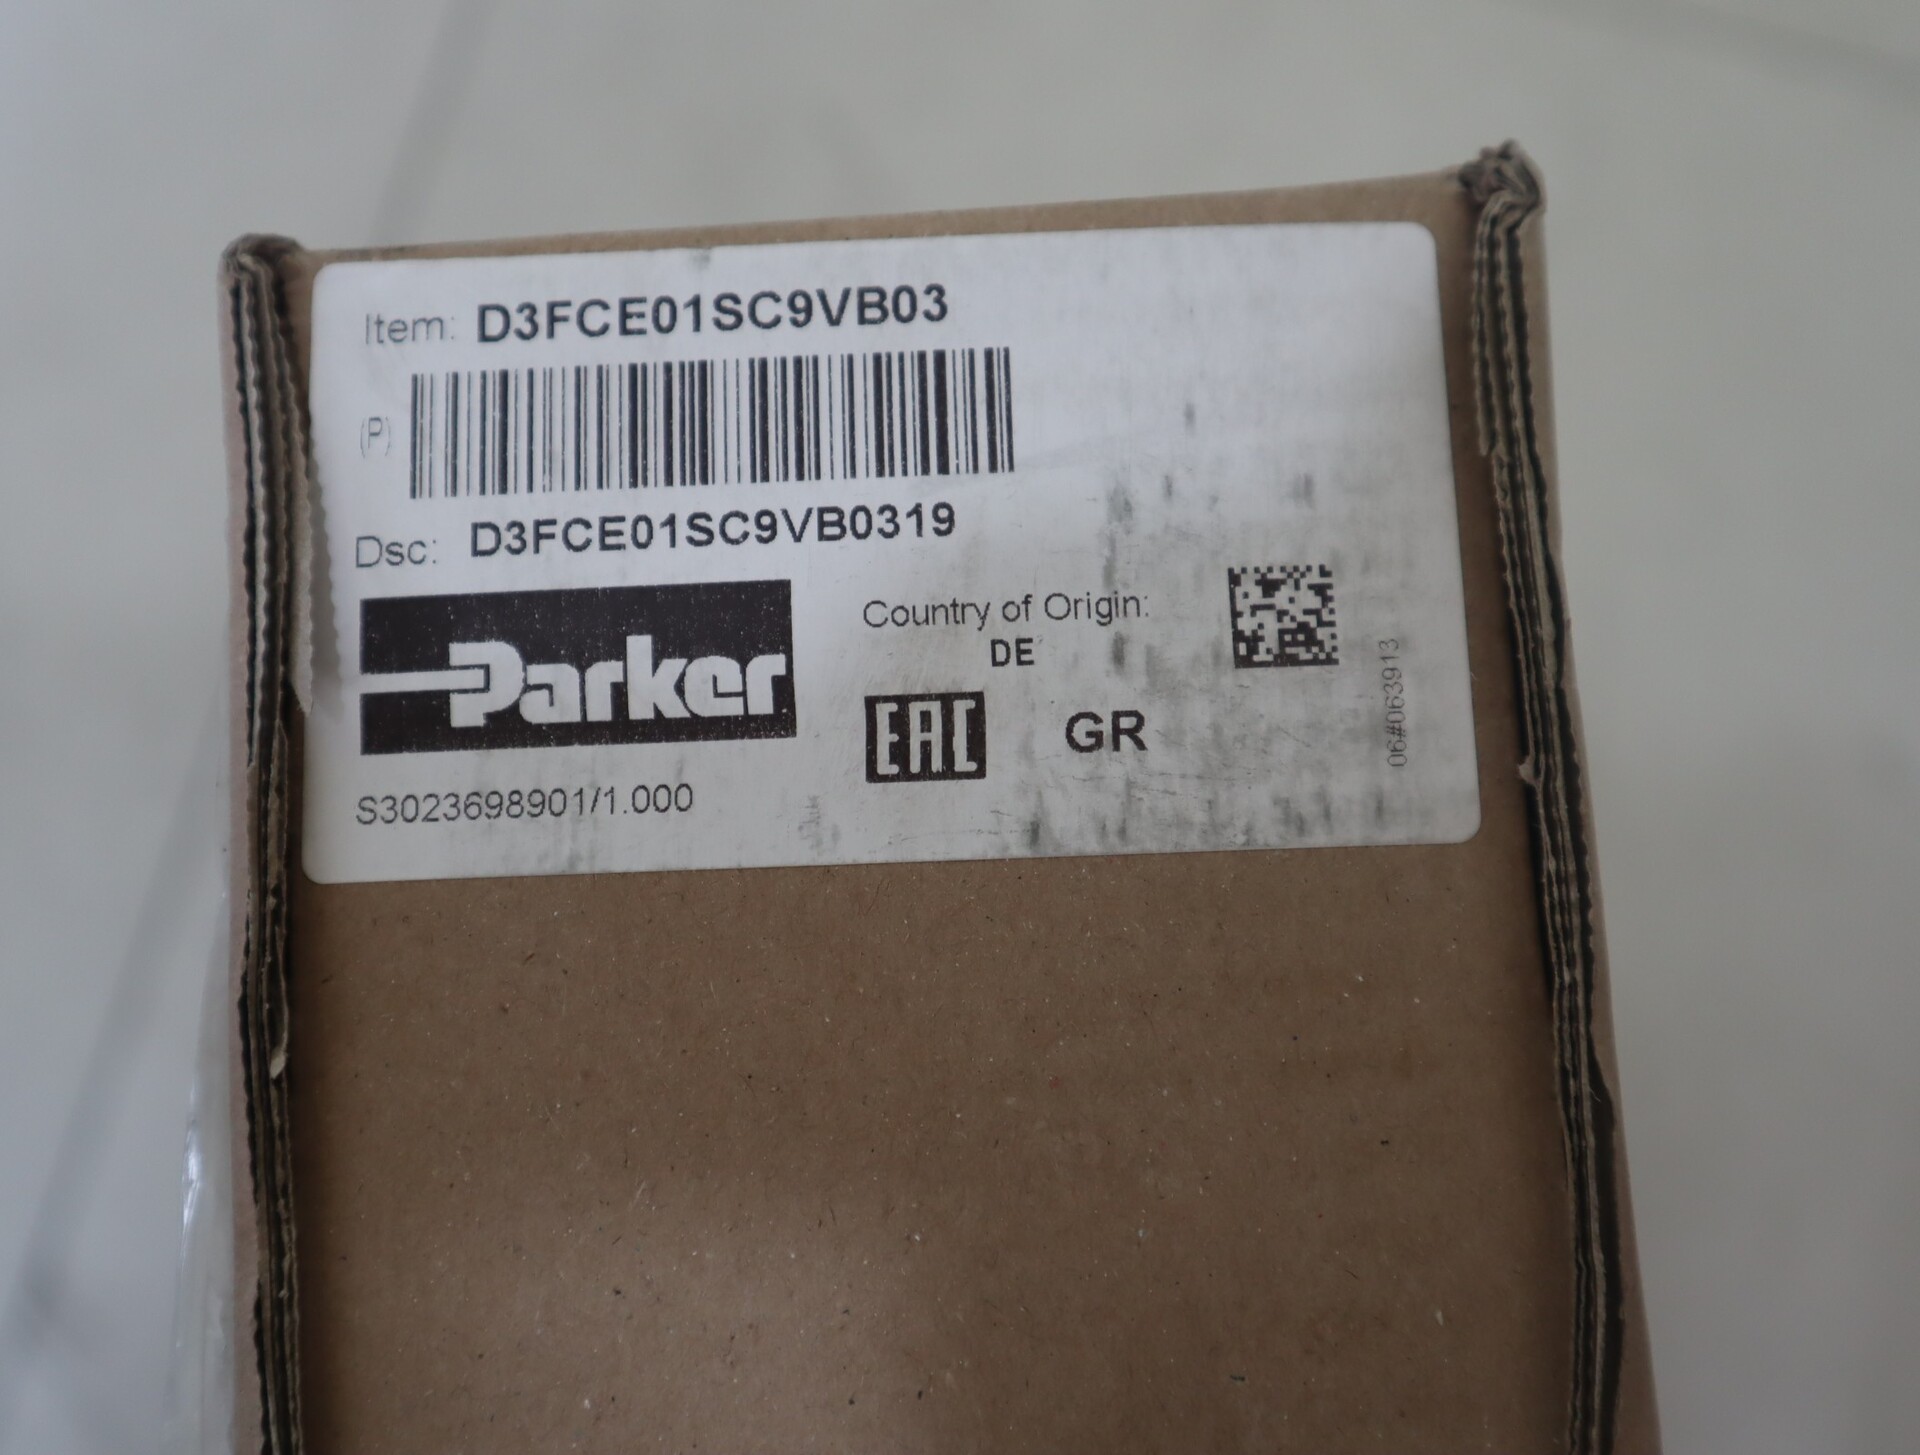 Item: D3FCE01SC9VB03
(P)
Dsc: D3FCE01SC9VB0319
Parker
Country of Origin:
DE
EAC
GR
06#063913
S3023698901/1.000